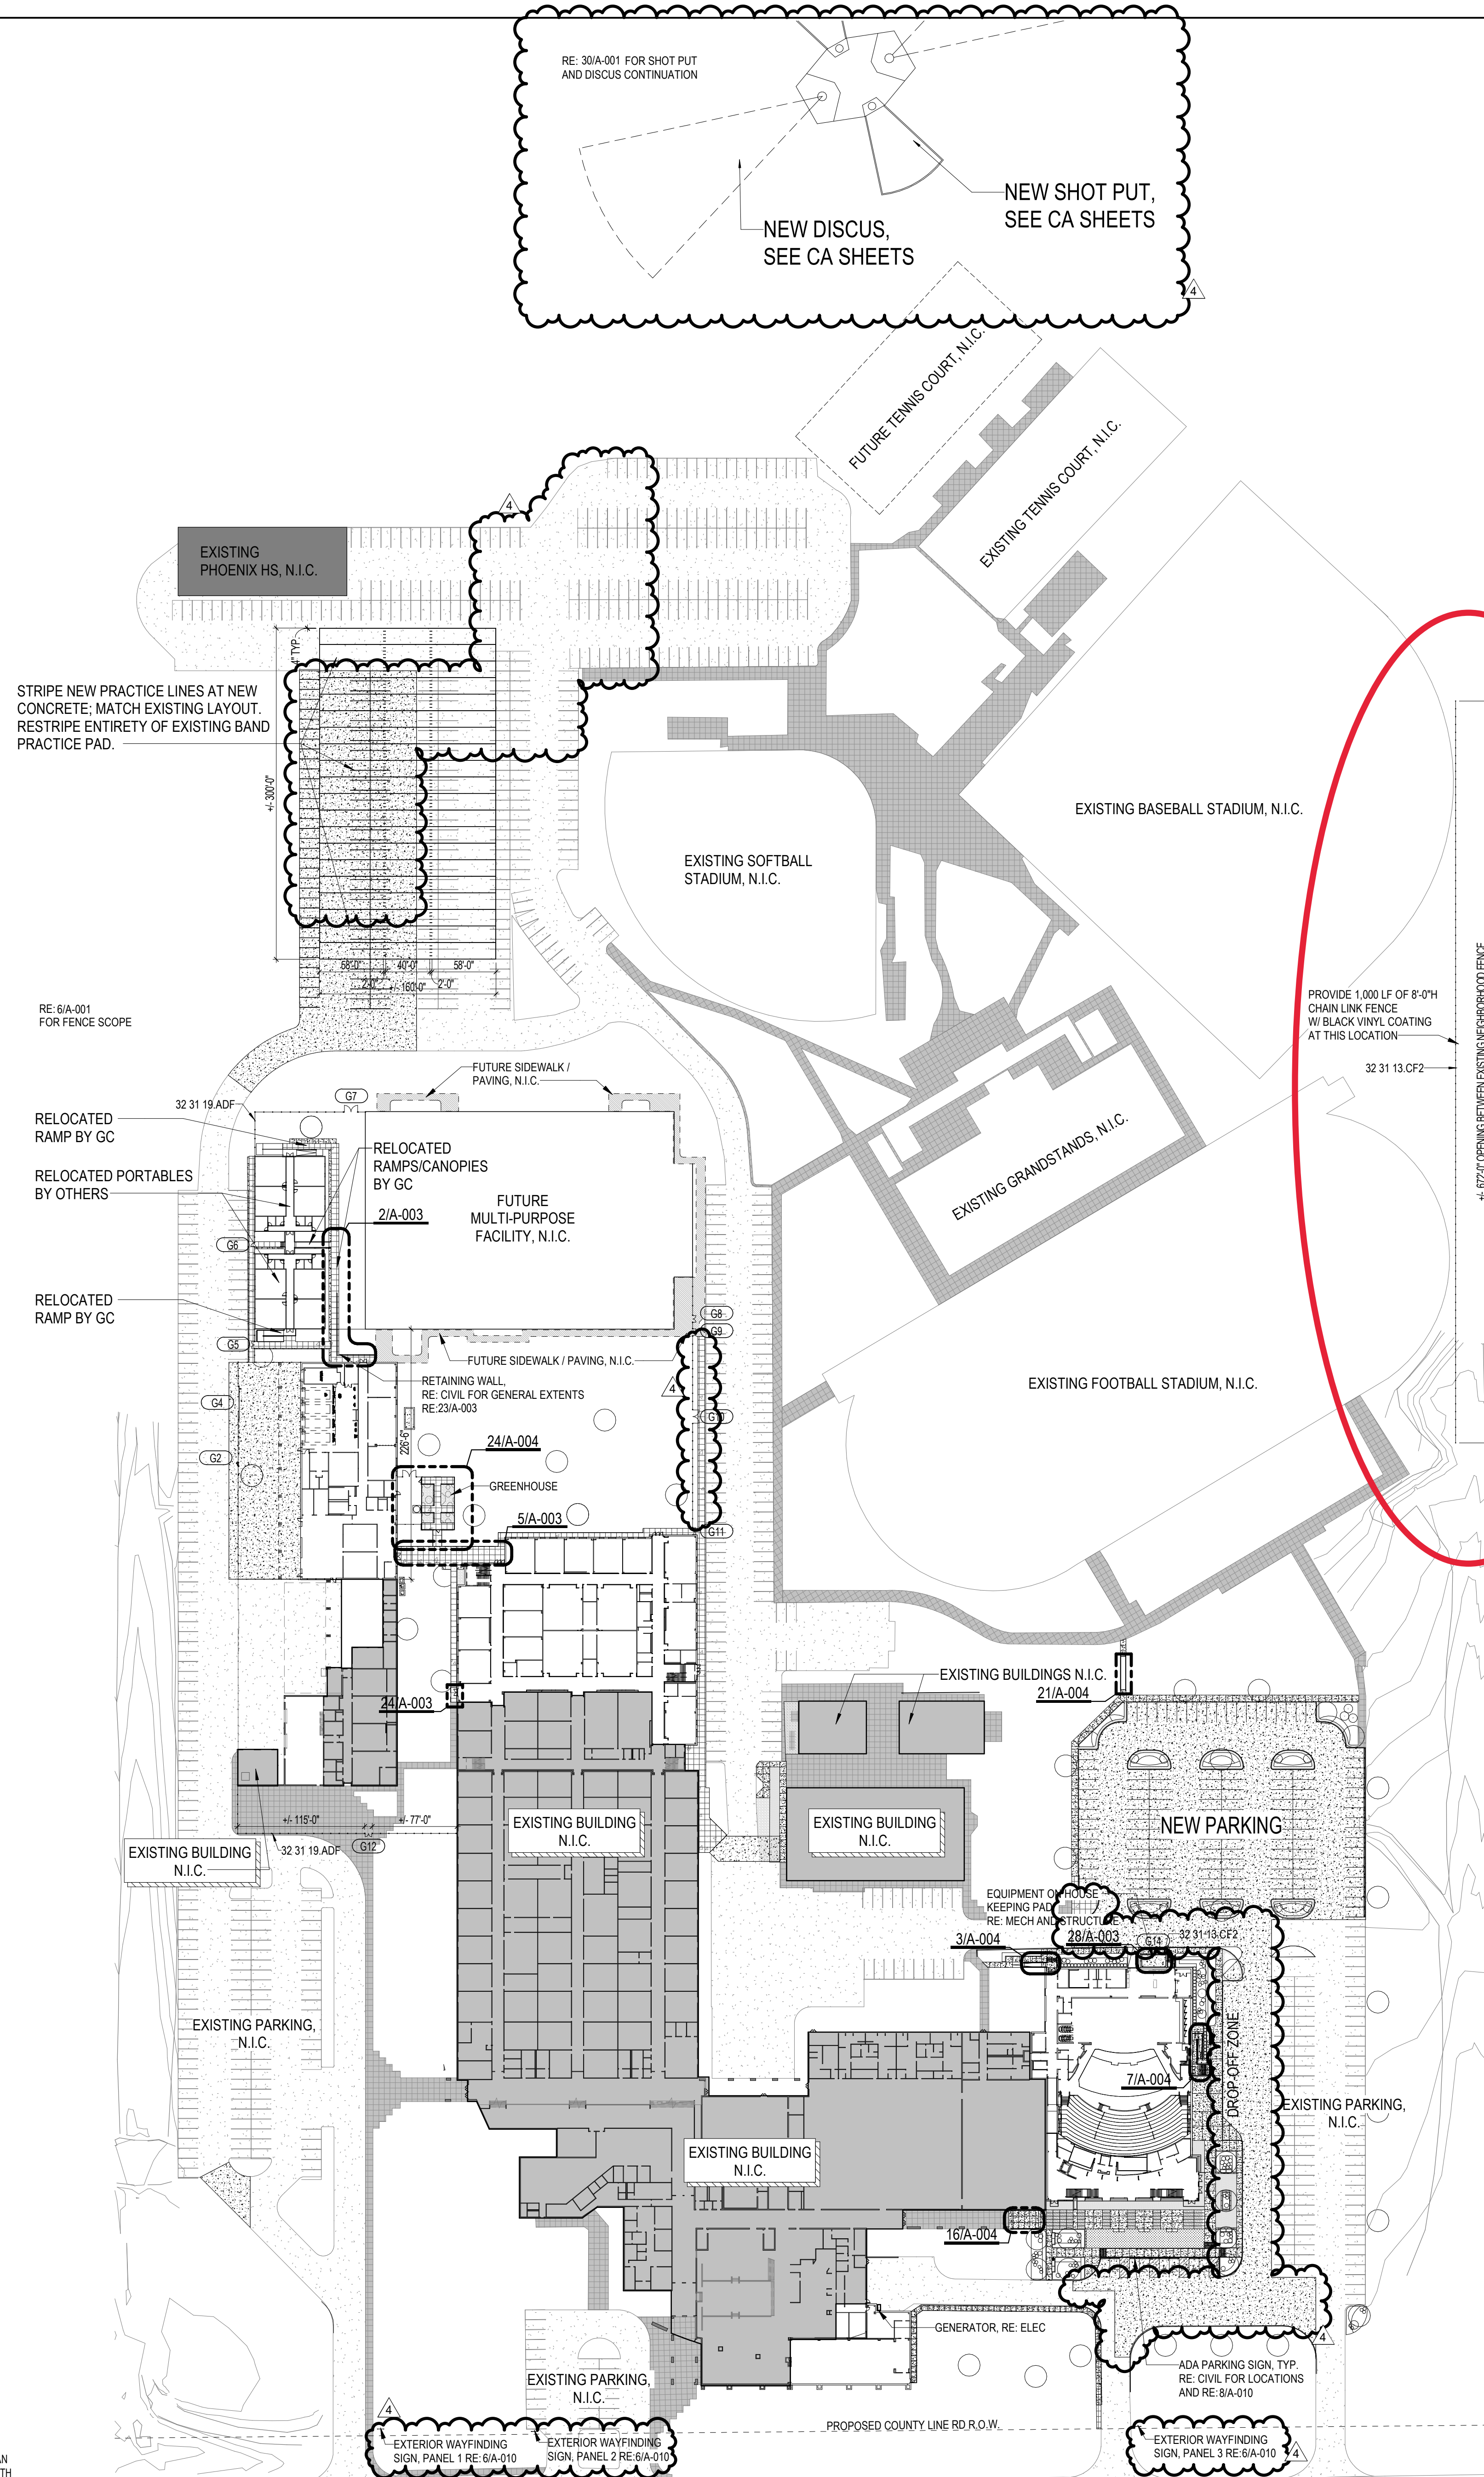 RE: 30/A-001 FOR SHOT PUT
AND DISCUS CONTINUATION
NEW SHOT PUT,
SEE CA SHEETS
NEW DISCUS,
SEE CA SHEETS
4
FUTURE TENNIS COURT, N.I.C.
EXISTING TENNIS COURT, N.I.C.
4
EXISTING
PHOENIX HS, N.I.C.
4" TYP.
STRIPE NEW PRACTICE LINES AT NEW
CONCRETE; MATCH EXISTING LAYOUT.
RESTRIPE ENTIRETY OF EXISTING BAND
PRACTICE PAD.
+/- 300'-0"
EXISTING BASEBALL STADIUM, N.I.C.
EXISTING SOFTBALL
STADIUM, N.I.C.
58'-0"
40'-0"
58'-0"
2'-0"
+/- 160'-0"
2'-0"
RE: 6/A-001
FOR FENCE SCOPE
PROVIDE 1,000 LF OF 8'-0"H
CHAIN LINK FENCE
W/ BLACK VINYL COATING
AT THIS LOCATION
32 31 13.CF2
+/- 672'-0" OPENING BETWEEN EXISTING NEIGHBORHOOD FENCE
FUTURE SIDEWALK /
PAVING, N.I.C.
G7
32 31 19.ADF
RELOCATED
RAMP BY GC
RELOCATED
RAMPS/CANOPIES
BY GC
RELOCATED PORTABLES
BY OTHERS
2/A-003
FUTURE
MULTI-PURPOSE
FACILITY, N.I.C.
EXISTING GRANDSTANDS, N.I.C.
G6
RELOCATED
RAMP BY GC
G8
G9
G5
FUTURE SIDEWALK / PAVING, N.I.C.
RETAINING WALL,
RE: CIVIL FOR GENERAL EXTENTS
RE:23/A-003
4
EXISTING FOOTBALL STADIUM, N.I.C.
G4
G10
226'-6"
24/A-004
G2
GREENHOUSE
5/A-003
G11
EXISTING BUILDINGS N.I.C.
21/A-004
24/A-003
+/- 115'-0"
+/- 77'-0"
EXISTING BUILDING
N.I.C.
EXISTING BUILDING
N.I.C.
NEW PARKING
G12
32 31 19.ADF
EXISTING BUILDING
N.I.C.
EQUIPMENT ON HOUSE
KEEPING PAD
RE: MECH AND STRUCTURE
3/A-004
28/A-003
G14
32 31 13.CF2
EXISTING PARKING,
N.I.C.
DROP-OFF ZONE
7/A-004
EXISTING PARKING,
N.I.C.
EXISTING BUILDING
N.I.C.
16/A-004
GENERATOR, RE: ELEC
4
ADA PARKING SIGN, TYP.
RE: CIVIL FOR LOCATIONS
AND RE: 8/A-010
EXISTING PARKING,
N.I.C.
4
PROPOSED COUNTY LINE RD R.O.W.
EXTERIOR WAYFINDING
SIGN, PANEL 1 RE:6/A-010
EXTERIOR WAYFINDING
SIGN, PANEL 2 RE:6/A-010
EXTERIOR WAYFINDING
SIGN, PANEL 3 RE:6/A-010
4